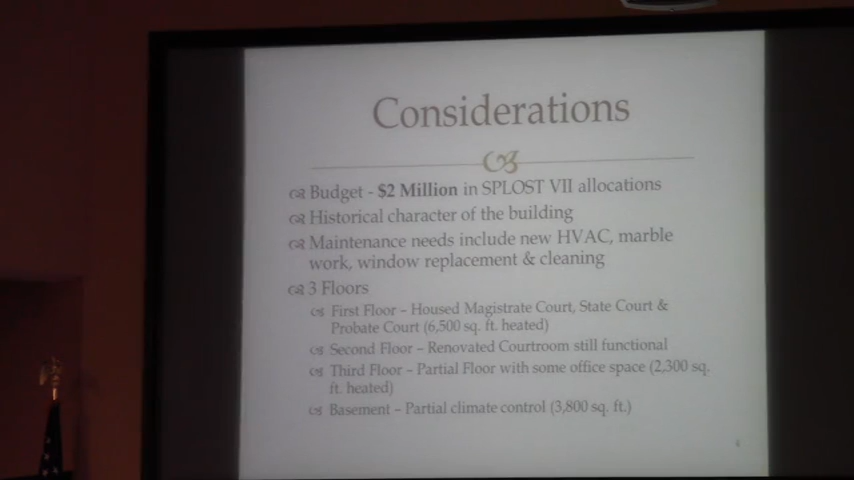 Considerations
Budget - $2 Million in SPLOST VII allocations
Historical character of the building
Maintenance needs include new HVAC, marble
work, window replacement & cleaning
3 Floors
First Floor – Housed Magistrate Court, State Court &
Probate Court (6,500 sq. ft. heated)
Second Floor – Renovated Courtroom still functional
Third Floor – Partial Floor with some office space (2,300 sq.
ft. heated)
Basement – Partial climate control (3,800 sq. ft.)